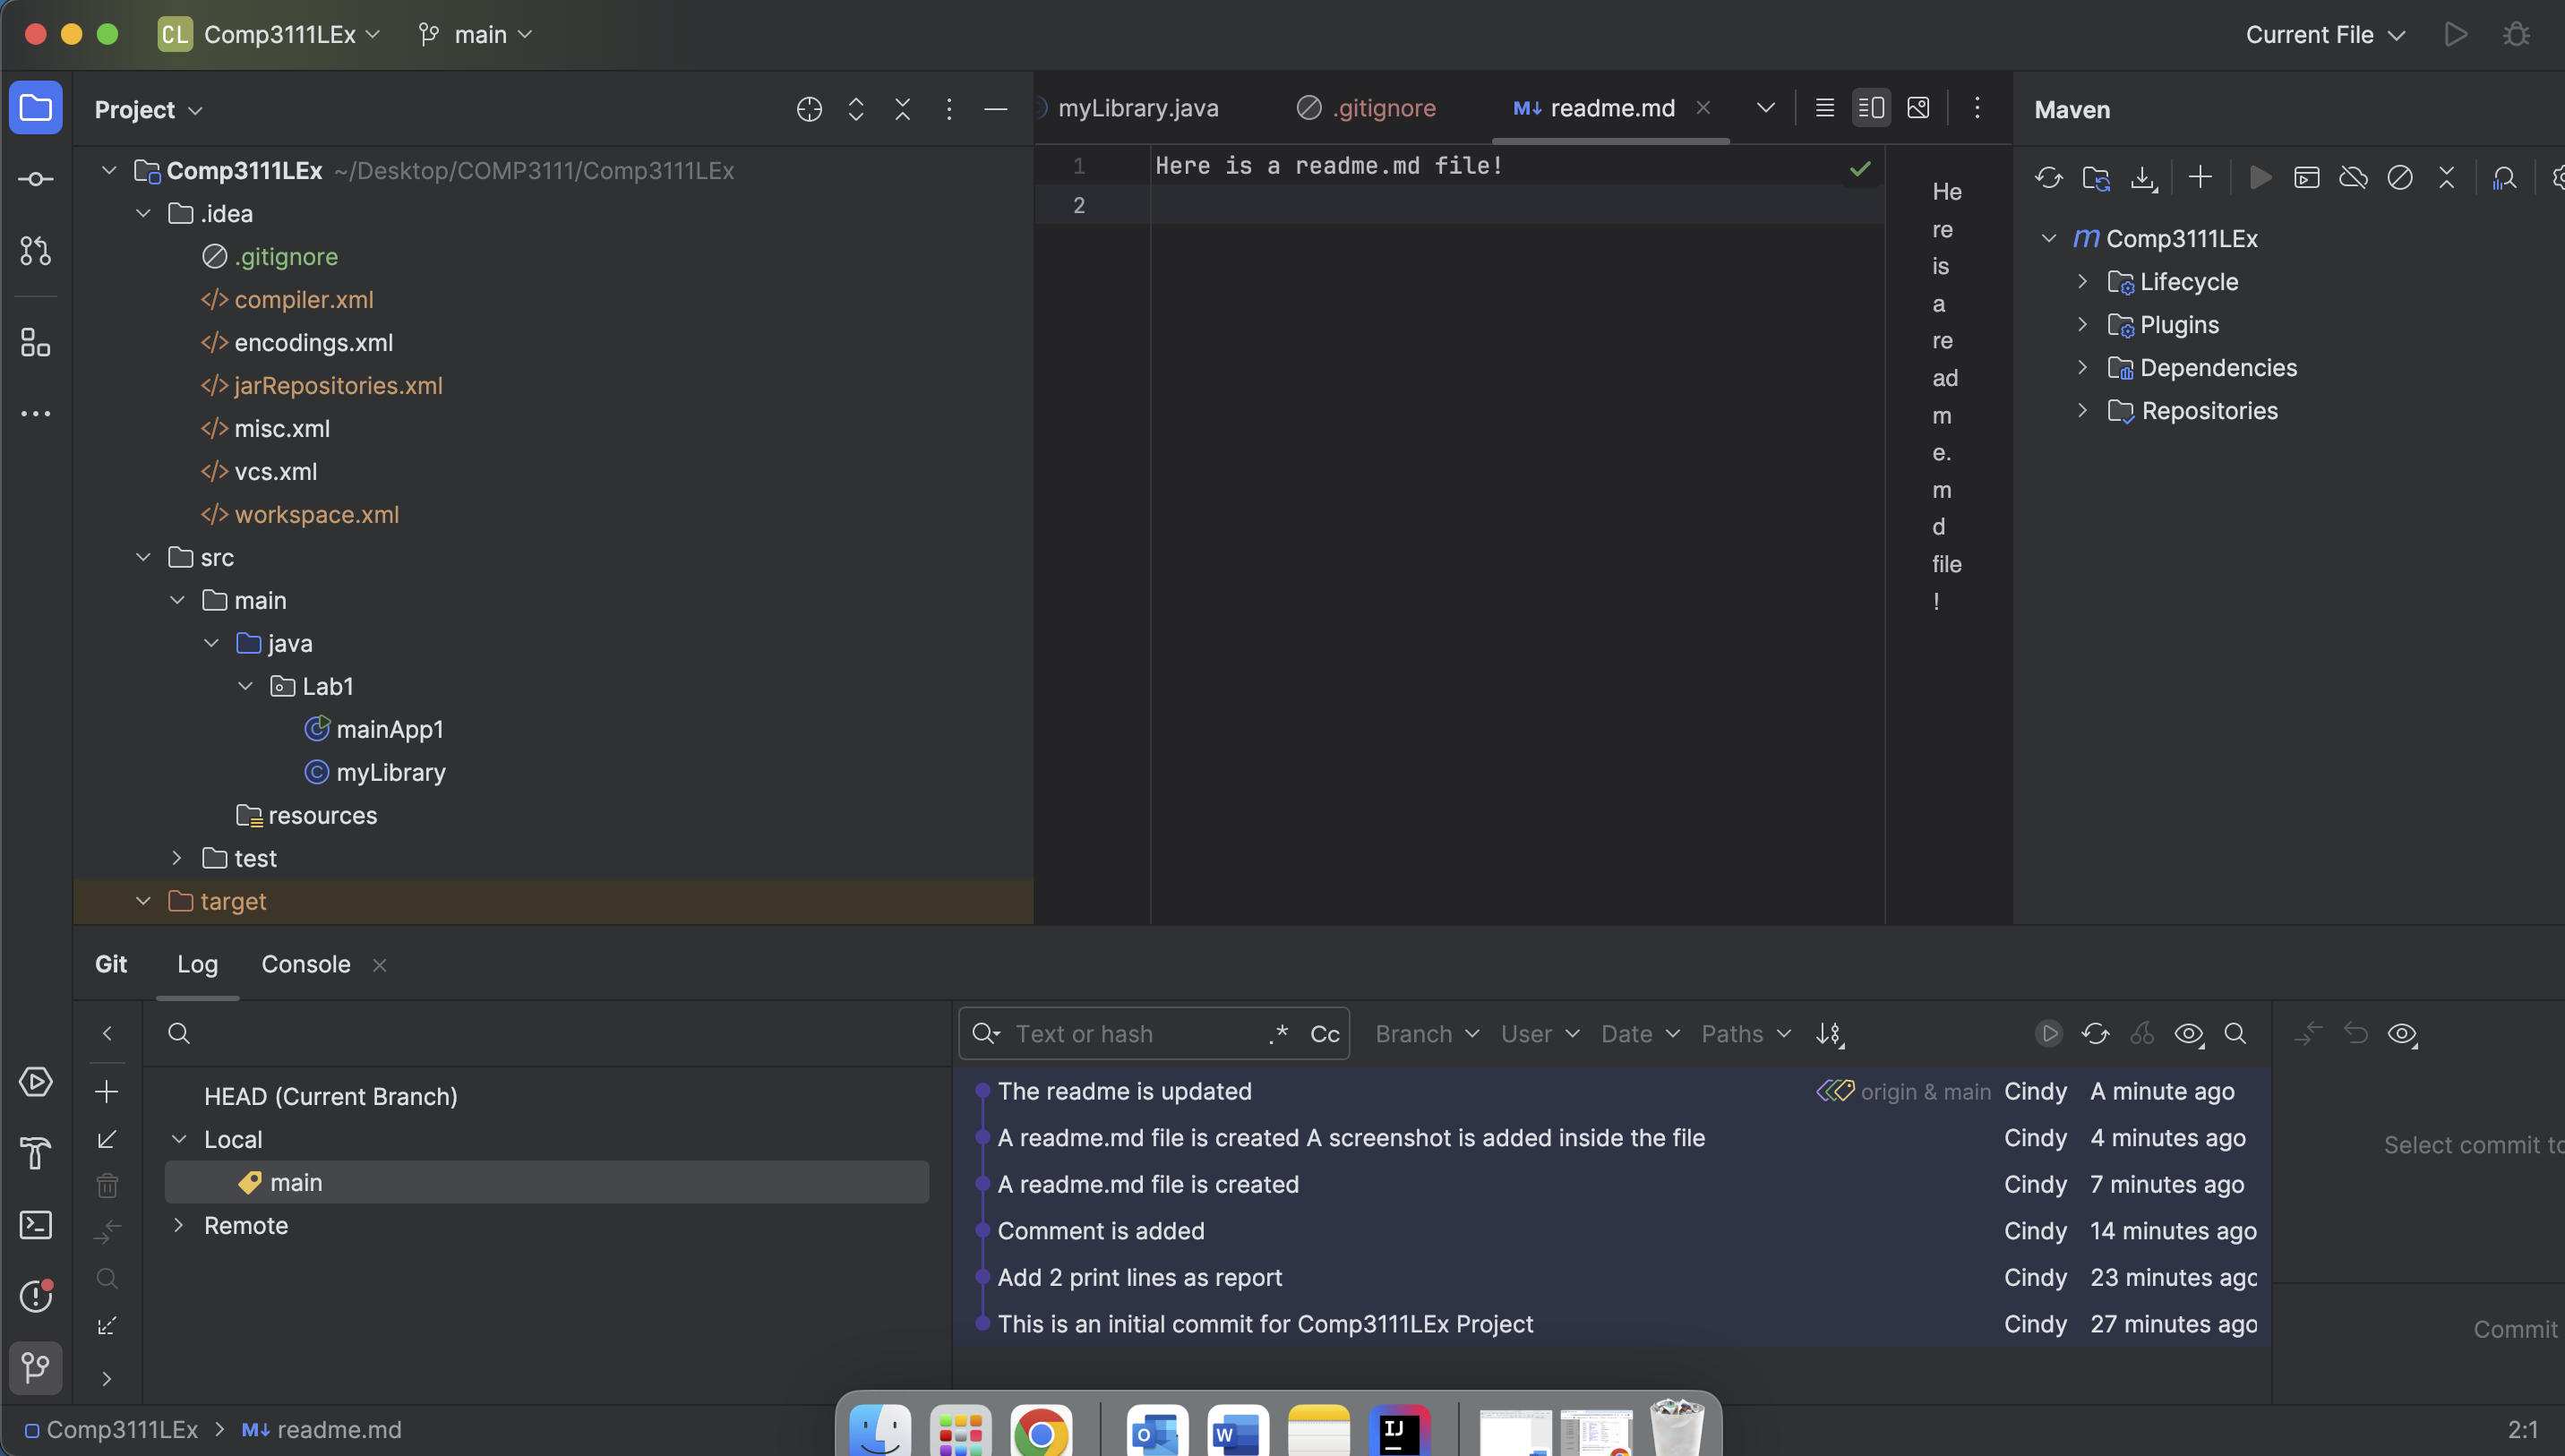 CL Comp3111LEx main Current File
Project
myLibrary.java .gitignore M↓ readme.md
Maven
Comp3111LEx ~/Desktop/COMP3111/Comp3111LEx
.idea
.gitignore
</> compiler.xml
</> encodings.xml
</> jarRepositories.xml
</> misc.xml
</> vcs.xml
</> workspace.xml
src
main
java
Lab1
mainApp1
myLibrary
resources
test
target
1 Here is a readme.md file!
2
He
re
is
a
re
ad
m
e.
m
d
file
!
m Comp3111LEx
Lifecycle
Plugins
Dependencies
Repositories
Git Log Console
Text or hash .* Cc Branch User Date Paths
HEAD (Current Branch)
Local
main
Remote
The readme is updated origin & main Cindy A minute ago
A readme.md file is created A screenshot is added inside the file Cindy 4 minutes ago
A readme.md file is created Cindy 7 minutes ago
Comment is added Cindy 14 minutes ago
Add 2 print lines as report Cindy 23 minutes agc
This is an initial commit for Comp3111LEx Project Cindy 27 minutes ago
Select commit to
Commit
O W IJ
Comp3111LEx > M↓ readme.md 2:1